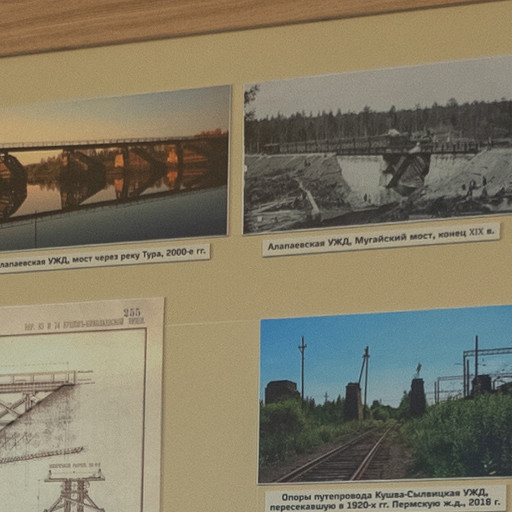 лапаевская УЖД, мост через реку Тура, 2000-е гг.
Алапаевская УЖД, Мугайский мост, конец XIX в.
255
Опоры путепровода Кушва-Сылвицкая УЖД,
пересекавшую в 1920-х гг. Пермскую ж.д., 2018 г.